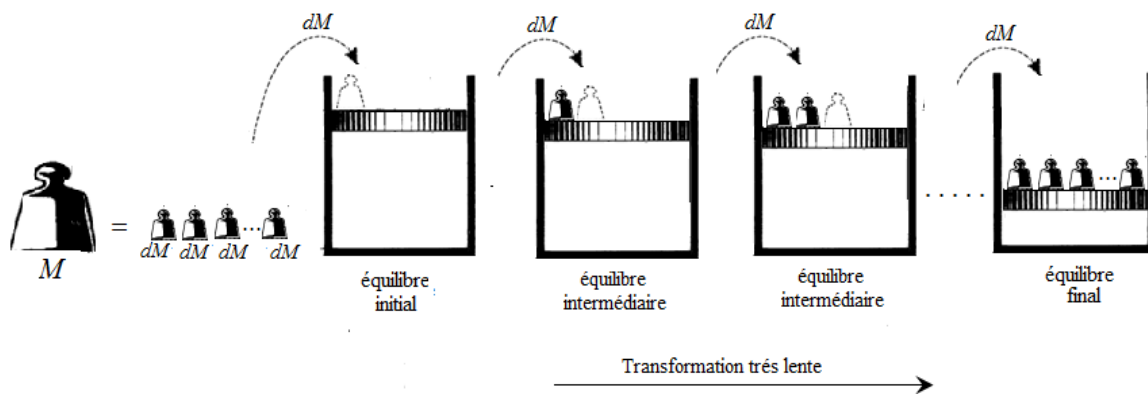 dM
dM
dM
dM
M
=
dM dM dM ... dM
équilibre
initial
équilibre
intermédiaire
équilibre
intermédiaire
.....
...
équilibre
final
Transformation trés lente